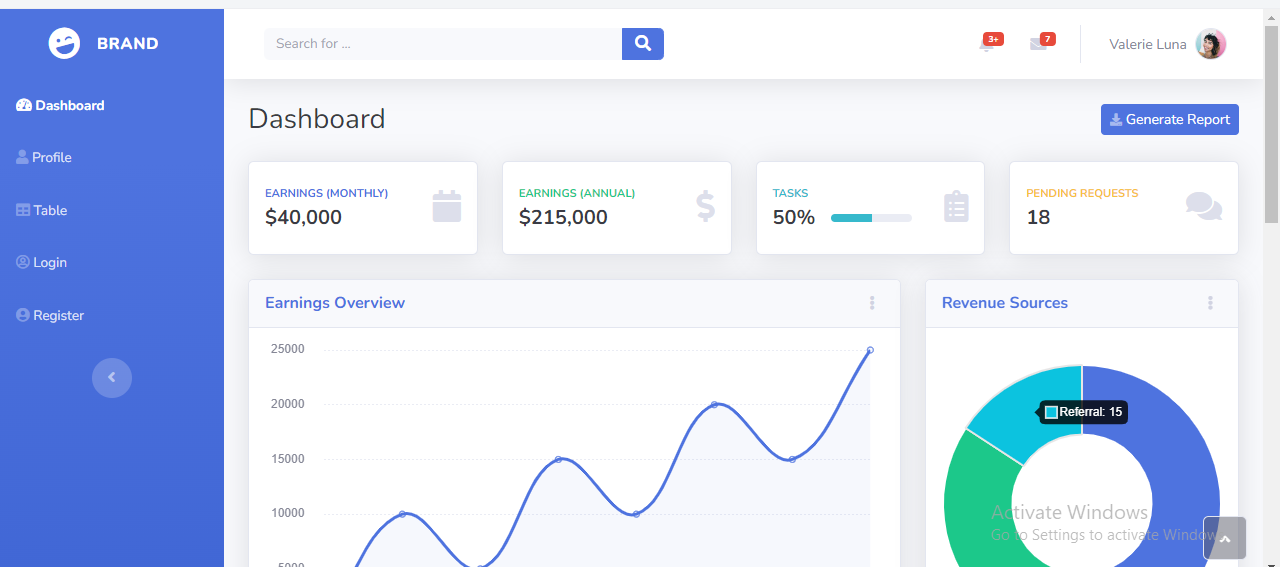 BRAND
Search for ...
3+
7
Valerie Luna
Dashboard
Profile
Table
Login
Register
Dashboard
Generate Report
EARNINGS (MONTHLY)
$40,000
EARNINGS (ANNUAL)
$215,000
TASKS
50%
PENDING REQUESTS
18
Earnings Overview
25000
20000
15000
10000
5000
Revenue Sources
Referral: 15
Activate Windows
Go to Settings to activate Windows